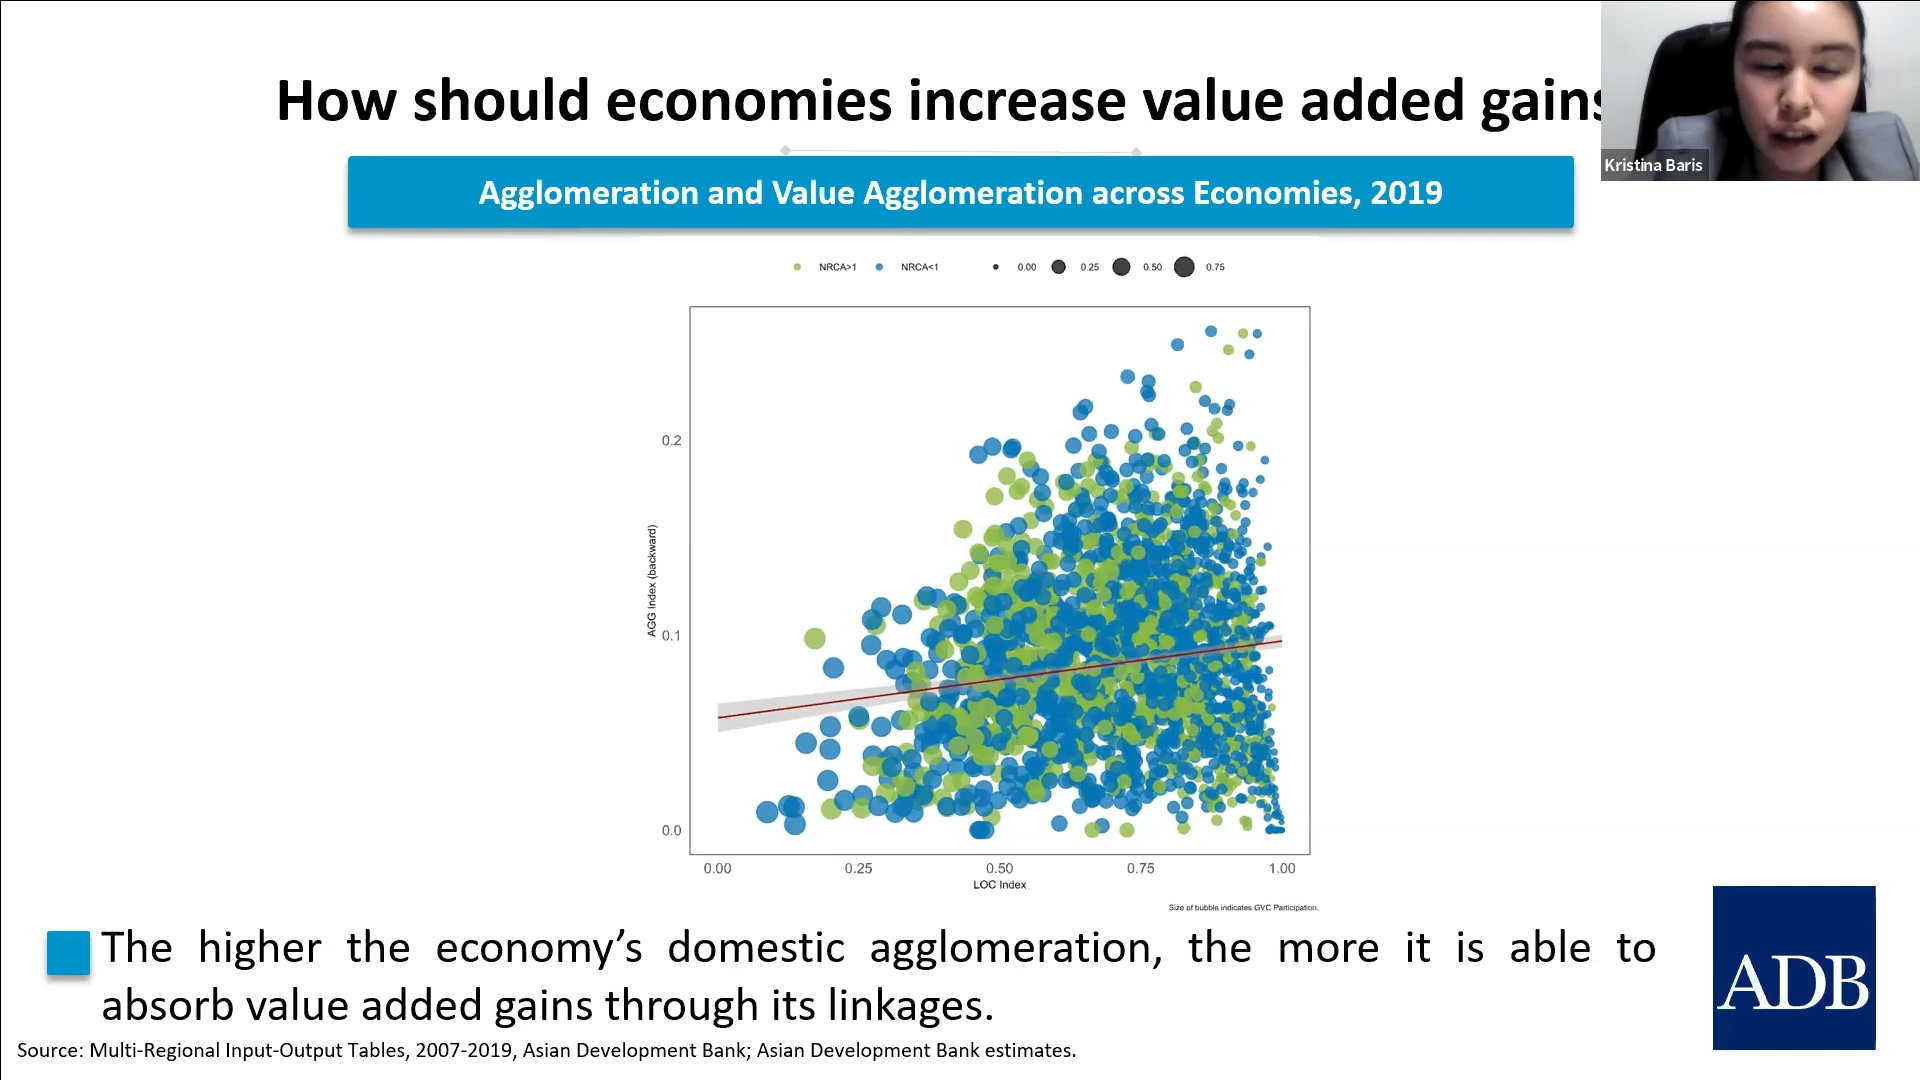 How should economies increase value added gains
Kristina Baris
Agglomeration and Value Agglomeration across Economies, 2019
NRCA>1 NRCA<1 0.00 0.25 0.50 0.75
AGG Index (backward)
0.2
0.1
0.0
0.00 0.25 0.50 0.75 1.00
LOC Index
Size of bubble indicates GVC Participation.
The higher the economy’s domestic agglomeration, the more it is able to
absorb value added gains through its linkages.
ADB
Source: Multi-Regional Input-Output Tables, 2007-2019, Asian Development Bank; Asian Development Bank estimates.